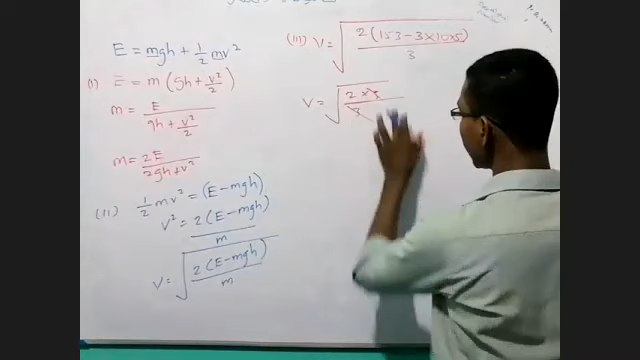 E = mgh + 1/2 mv²
(I) E = m (gh + v²/2)
m = E / gh + v²/2
m = 2E / 2gh + v²
(II) 1/2 mv² = (E - mgh)
v² = 2(E - mgh) / m
v = √(2(E - mgh) / m)
(III) V = √(2(153 - 3×10×5) / 3)
V = √(2 × 3 / 3)